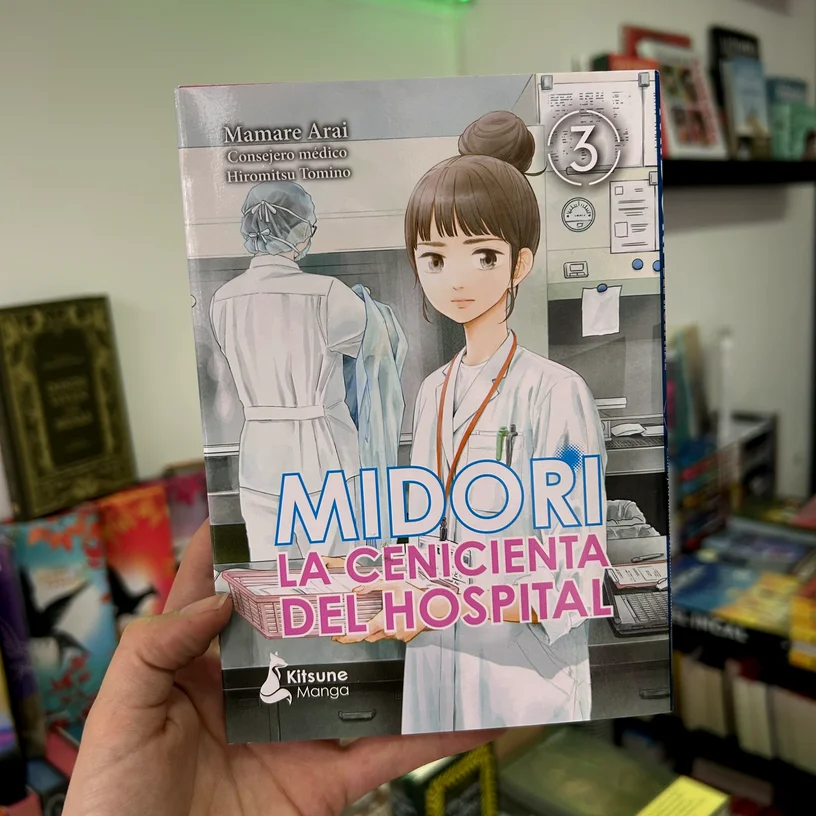 Mamare Arai
Consejero médico
Hiromitsu Tomino
3
MIDORI
LA CENICIENTA
DEL HOSPITAL
Kitsune
Manga